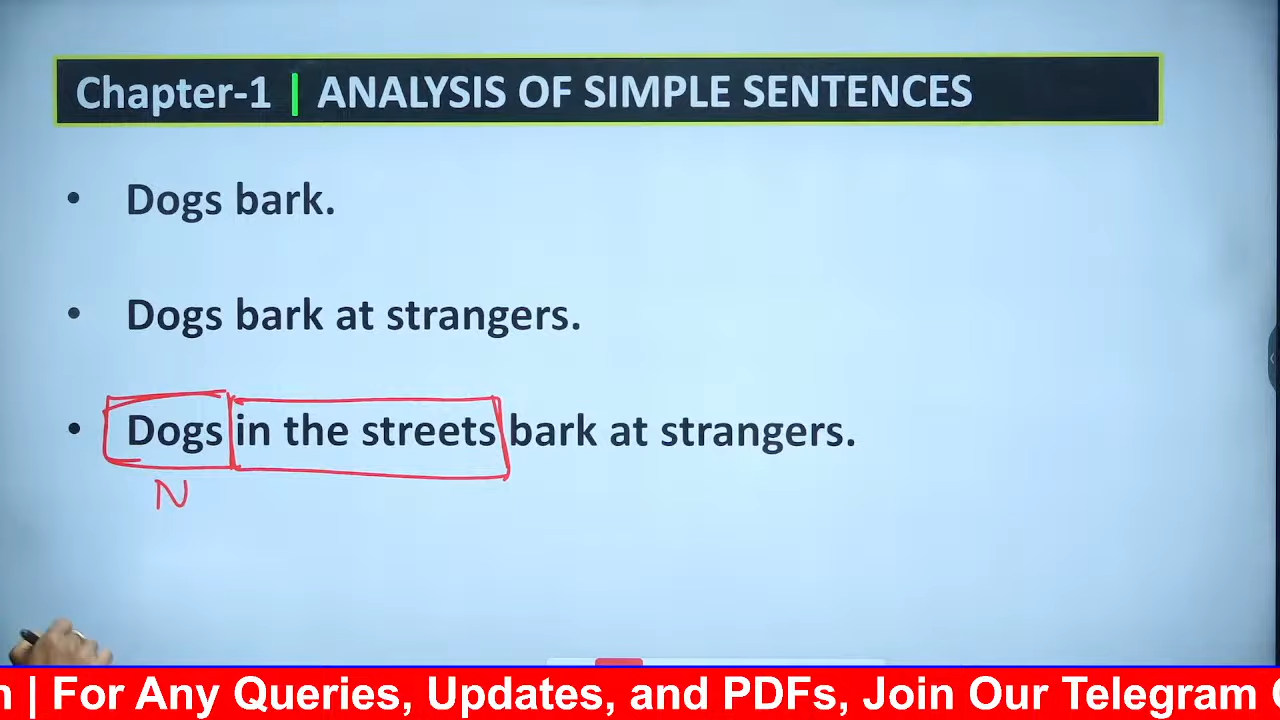 Chapter-1 | ANALYSIS OF SIMPLE SENTENCES
• Dogs bark.
• Dogs bark at strangers.
• Dogs in the streets bark at strangers.
N
| For Any Queries, Updates, and PDFs, Join Our Telegram